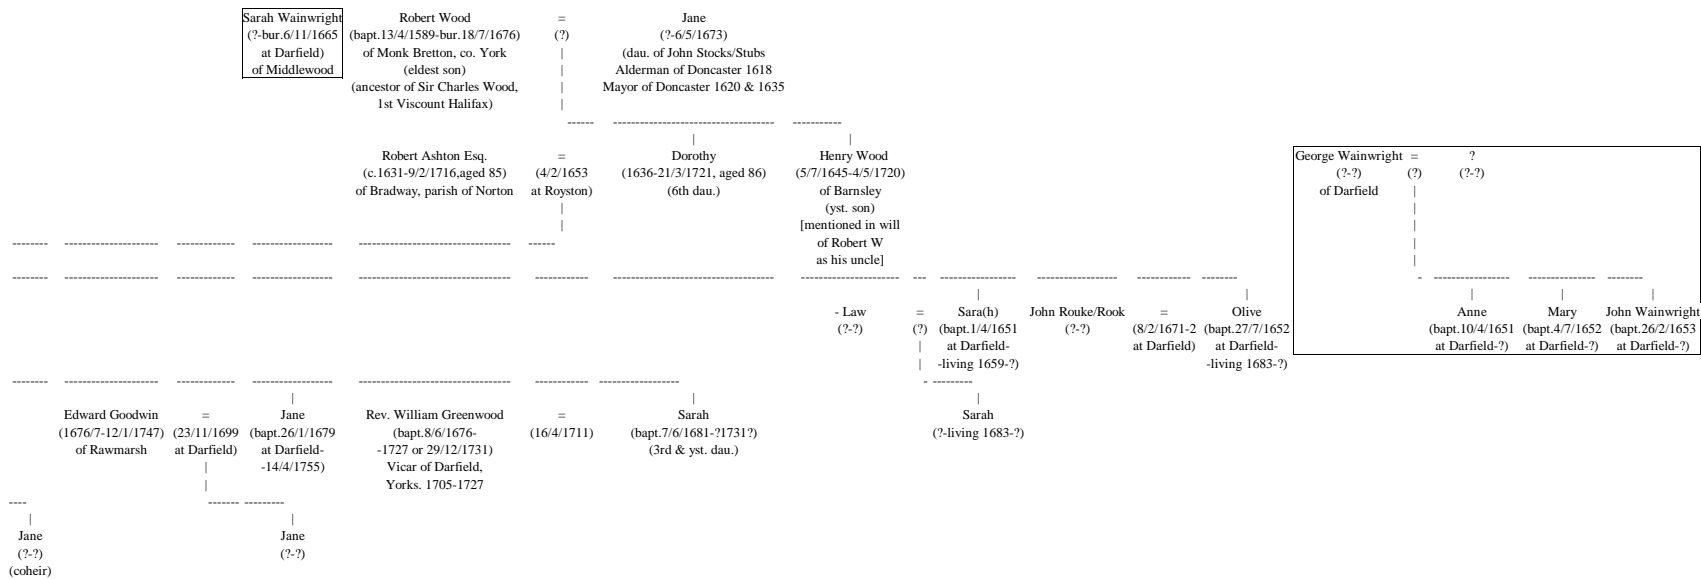 Sarah Wainwright Robert Wood = Jane
(?-bur.6/11/1665 (bapt.13/4/1589-bur.18/7/1676) (?) (?-6/5/1673)
at Darfield) of Monk Bretton, co. York | (dau. of John Stocks/Stubs
of Middlewood (eldest son) | Alderman of Doncaster 1618
(ancestor of Sir Charles Wood, | Mayor of Doncaster 1620 & 1635
1st Viscount Halifax) |
------ ----------------------------------- -----------
| |
Robert Ashton Esq. = Dorothy Henry Wood George Wainwright = ?
(c.1631-9/2/1716,aged 85) (4/2/1653 (1636-21/3/1721, aged 86) (5/7/1645-4/5/1720) (?-?) (?) (?-?)
of Bradway, parish of Norton at Royston) (6th dau.) of Barnsley of Darfield |
| (yst. son) |
| [mentioned in will |
-------- --------------------- ------------- ------------------ ---------------------------------- ------ of Robert W |
as his uncle] |
-------- --------------------- ------------- ------------------ ---------------------------------- ------------ ------------------------------------ ---------------------- --- ----------------- ------------------ ------------ -------- - ----------------- --------------- --------
| | | | |
- Law = Sara(h) John Rouke/Rook = Olive Anne Mary John Wainwright
(?-?) (?) (bapt.1/4/1651 (?-?) (8/2/1671-2 (bapt.27/7/1652 (bapt.10/4/1651 (bapt.4/7/1652 (bapt.26/2/1653
| at Darfield- at Darfield) at Darfield- at Darfield-?) at Darfield-?) at Darfield-?)
| -living 1659-?) -living 1683-?)
-------- --------------------- ------------- ------------------ ---------------------------------- ------------ ------------------ - ---------
| | |
Edward Goodwin = Jane Rev. William Greenwood = Sarah Sarah
(1676/7-12/1/1747) (23/11/1699 (bapt.26/1/1679 (bapt.8/6/1676- (16/4/1711) (bapt.7/6/1681-?1731?) (?-living 1683-?)
of Rawmarsh at Darfield) at Darfield- -1727 or 29/12/1731) (3rd & yst. dau.)
| -14/4/1755) Vicar of Darfield,
| Yorks. 1705-1727
---- ------- ---------
| |
Jane Jane
(?-?) (?-?)
(coheir)